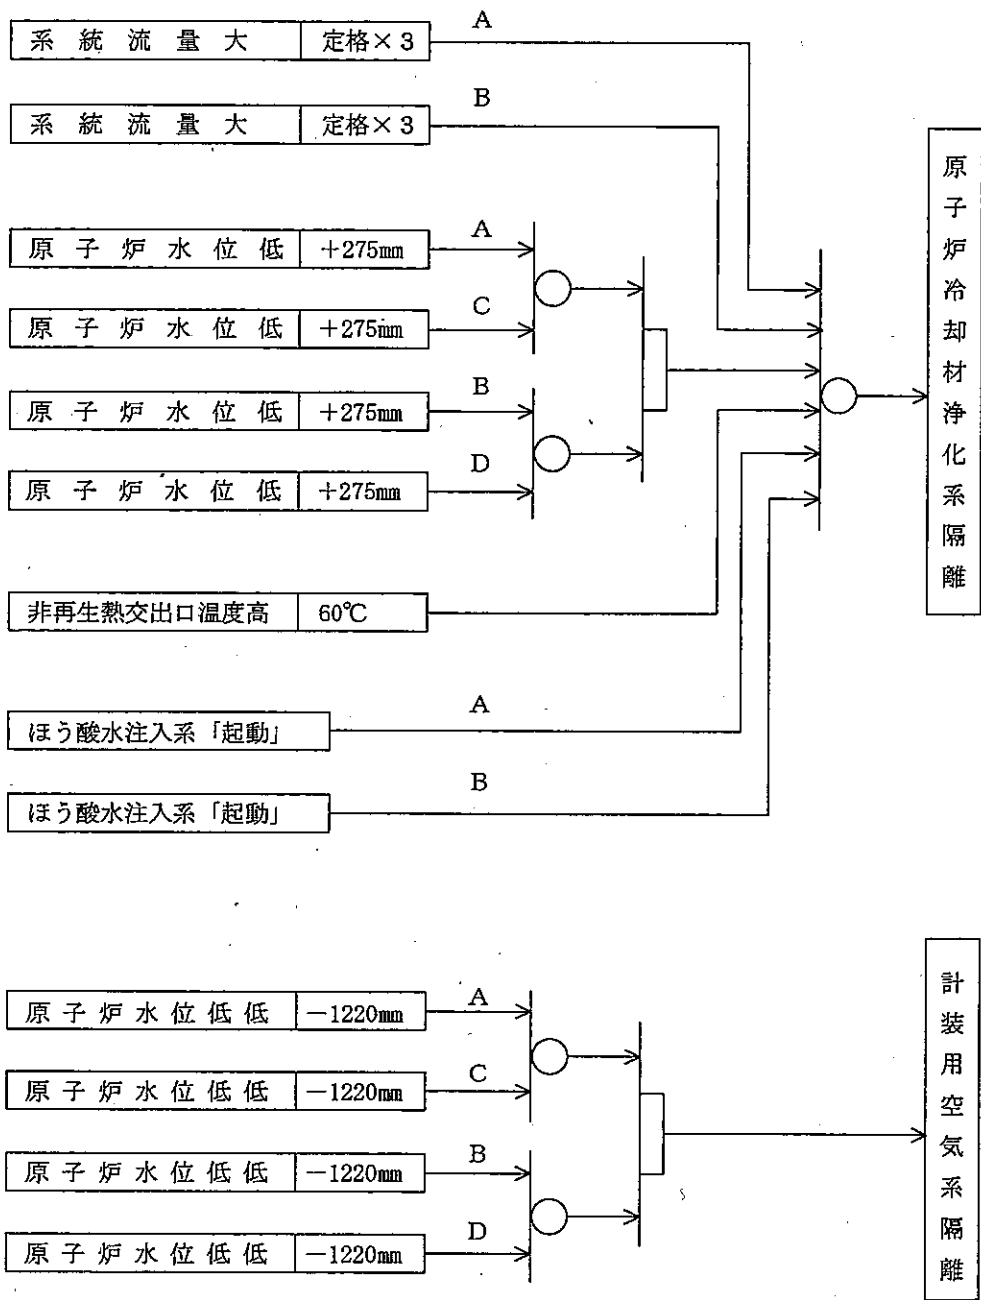 A
系統流量大 定格×3
B
系統流量大 定格×3
A
原子炉水位低 +275mm
C
原子炉水位低 +275mm
B
原子炉水位低 +275mm
D
原子炉水位低 +275mm
非再生熱交出口温度高 60℃
A
ほう酸水注入系「起動」
B
ほう酸水注入系「起動」
原子炉冷却材浄化系隔離
A
原子炉水位低低 -1220mm
C
原子炉水位低低 -1220mm
B
原子炉水位低低 -1220mm
D
原子炉水位低低 -1220mm
計装用空気系隔離